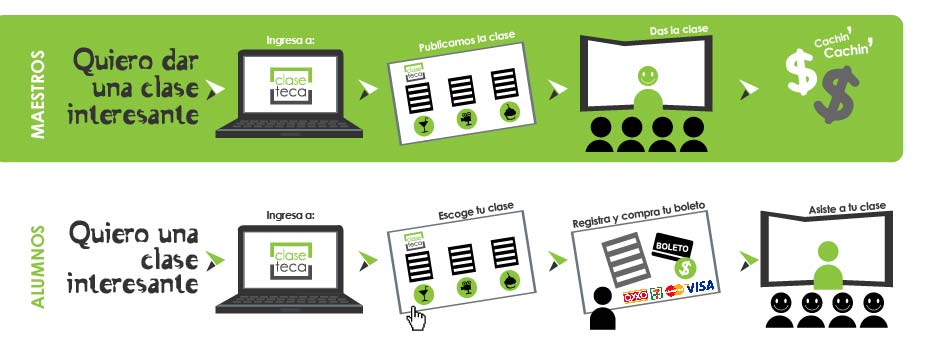 MAESTROS
Quiero dar
una clase
interesante
Ingresa a:
clase
teca
Publicamos la clase
clase
teca
Das la clase
Cachin'
Cachin'
$
$
ALUMNOS
Quiero una
clase
interesante
Ingresa a:
clase
teca
Escoge tu clase
clase
teca
Registra y compra tu boleto
BOLETO
$
OXXO 7 MasterCard VISA
Asiste a tu clase